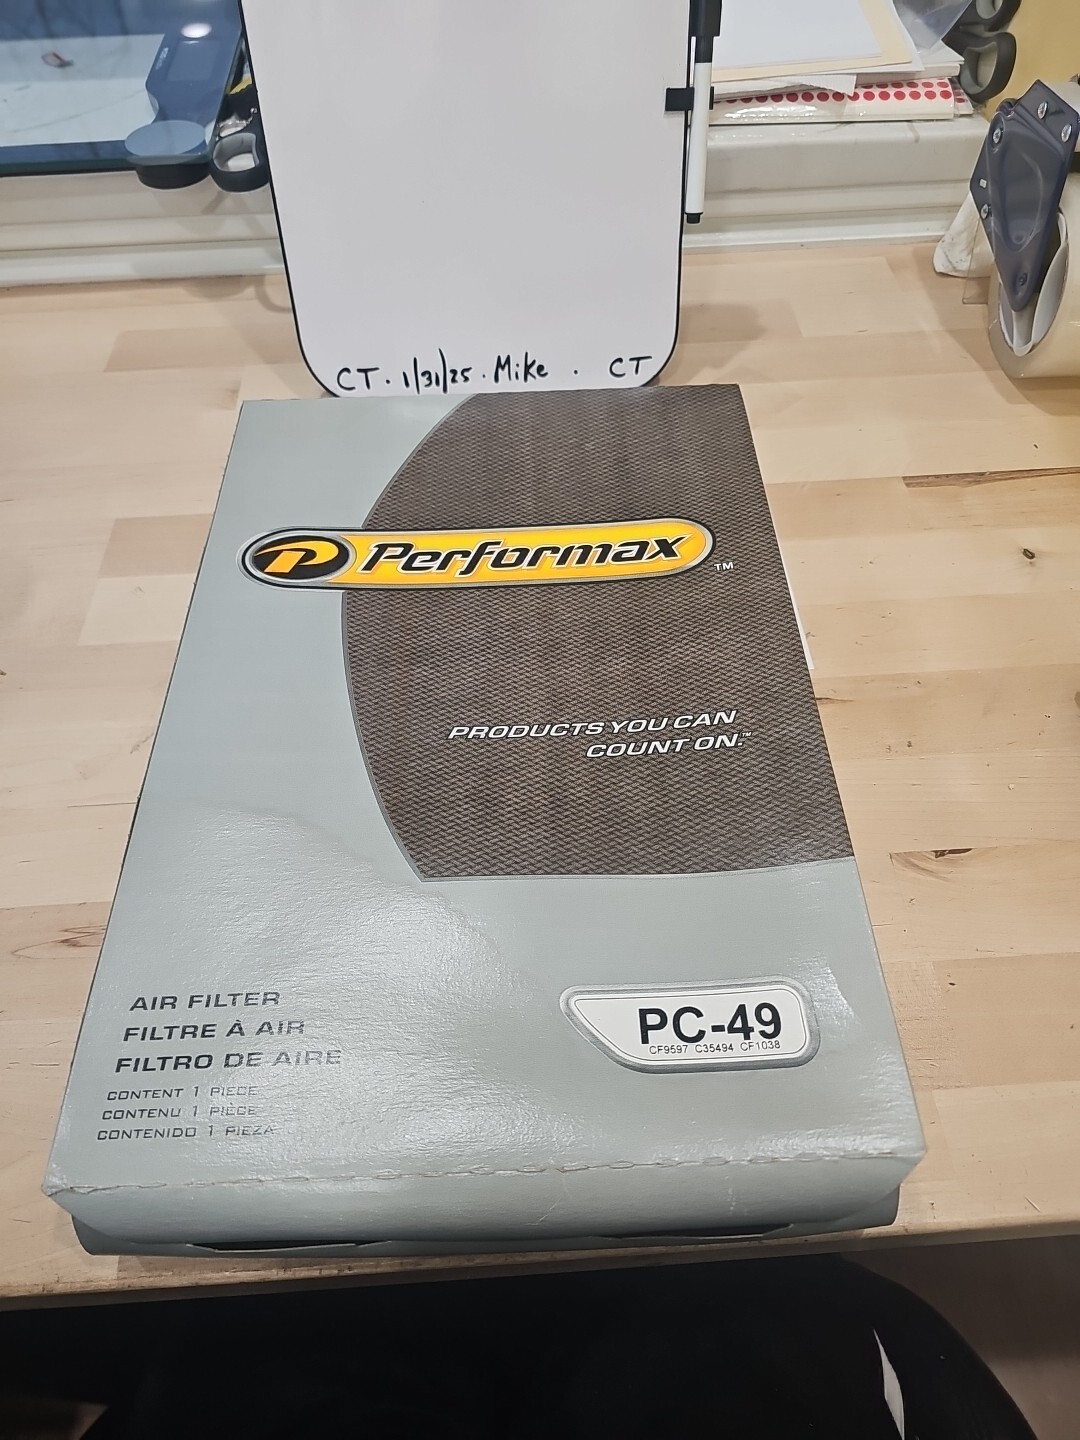 CT. 1/31/25. Mike . CT
P Performax TM
PRODUCTS YOU CAN
COUNT ON.™
AIR FILTER
FILTRE À AIR
FILTRO DE AIRE
CONTENT 1 PIECE
CONTENU 1 PIÈCE
CONTENIDO 1 PIEZA
PC-49
CF9597 C35494 CF1038